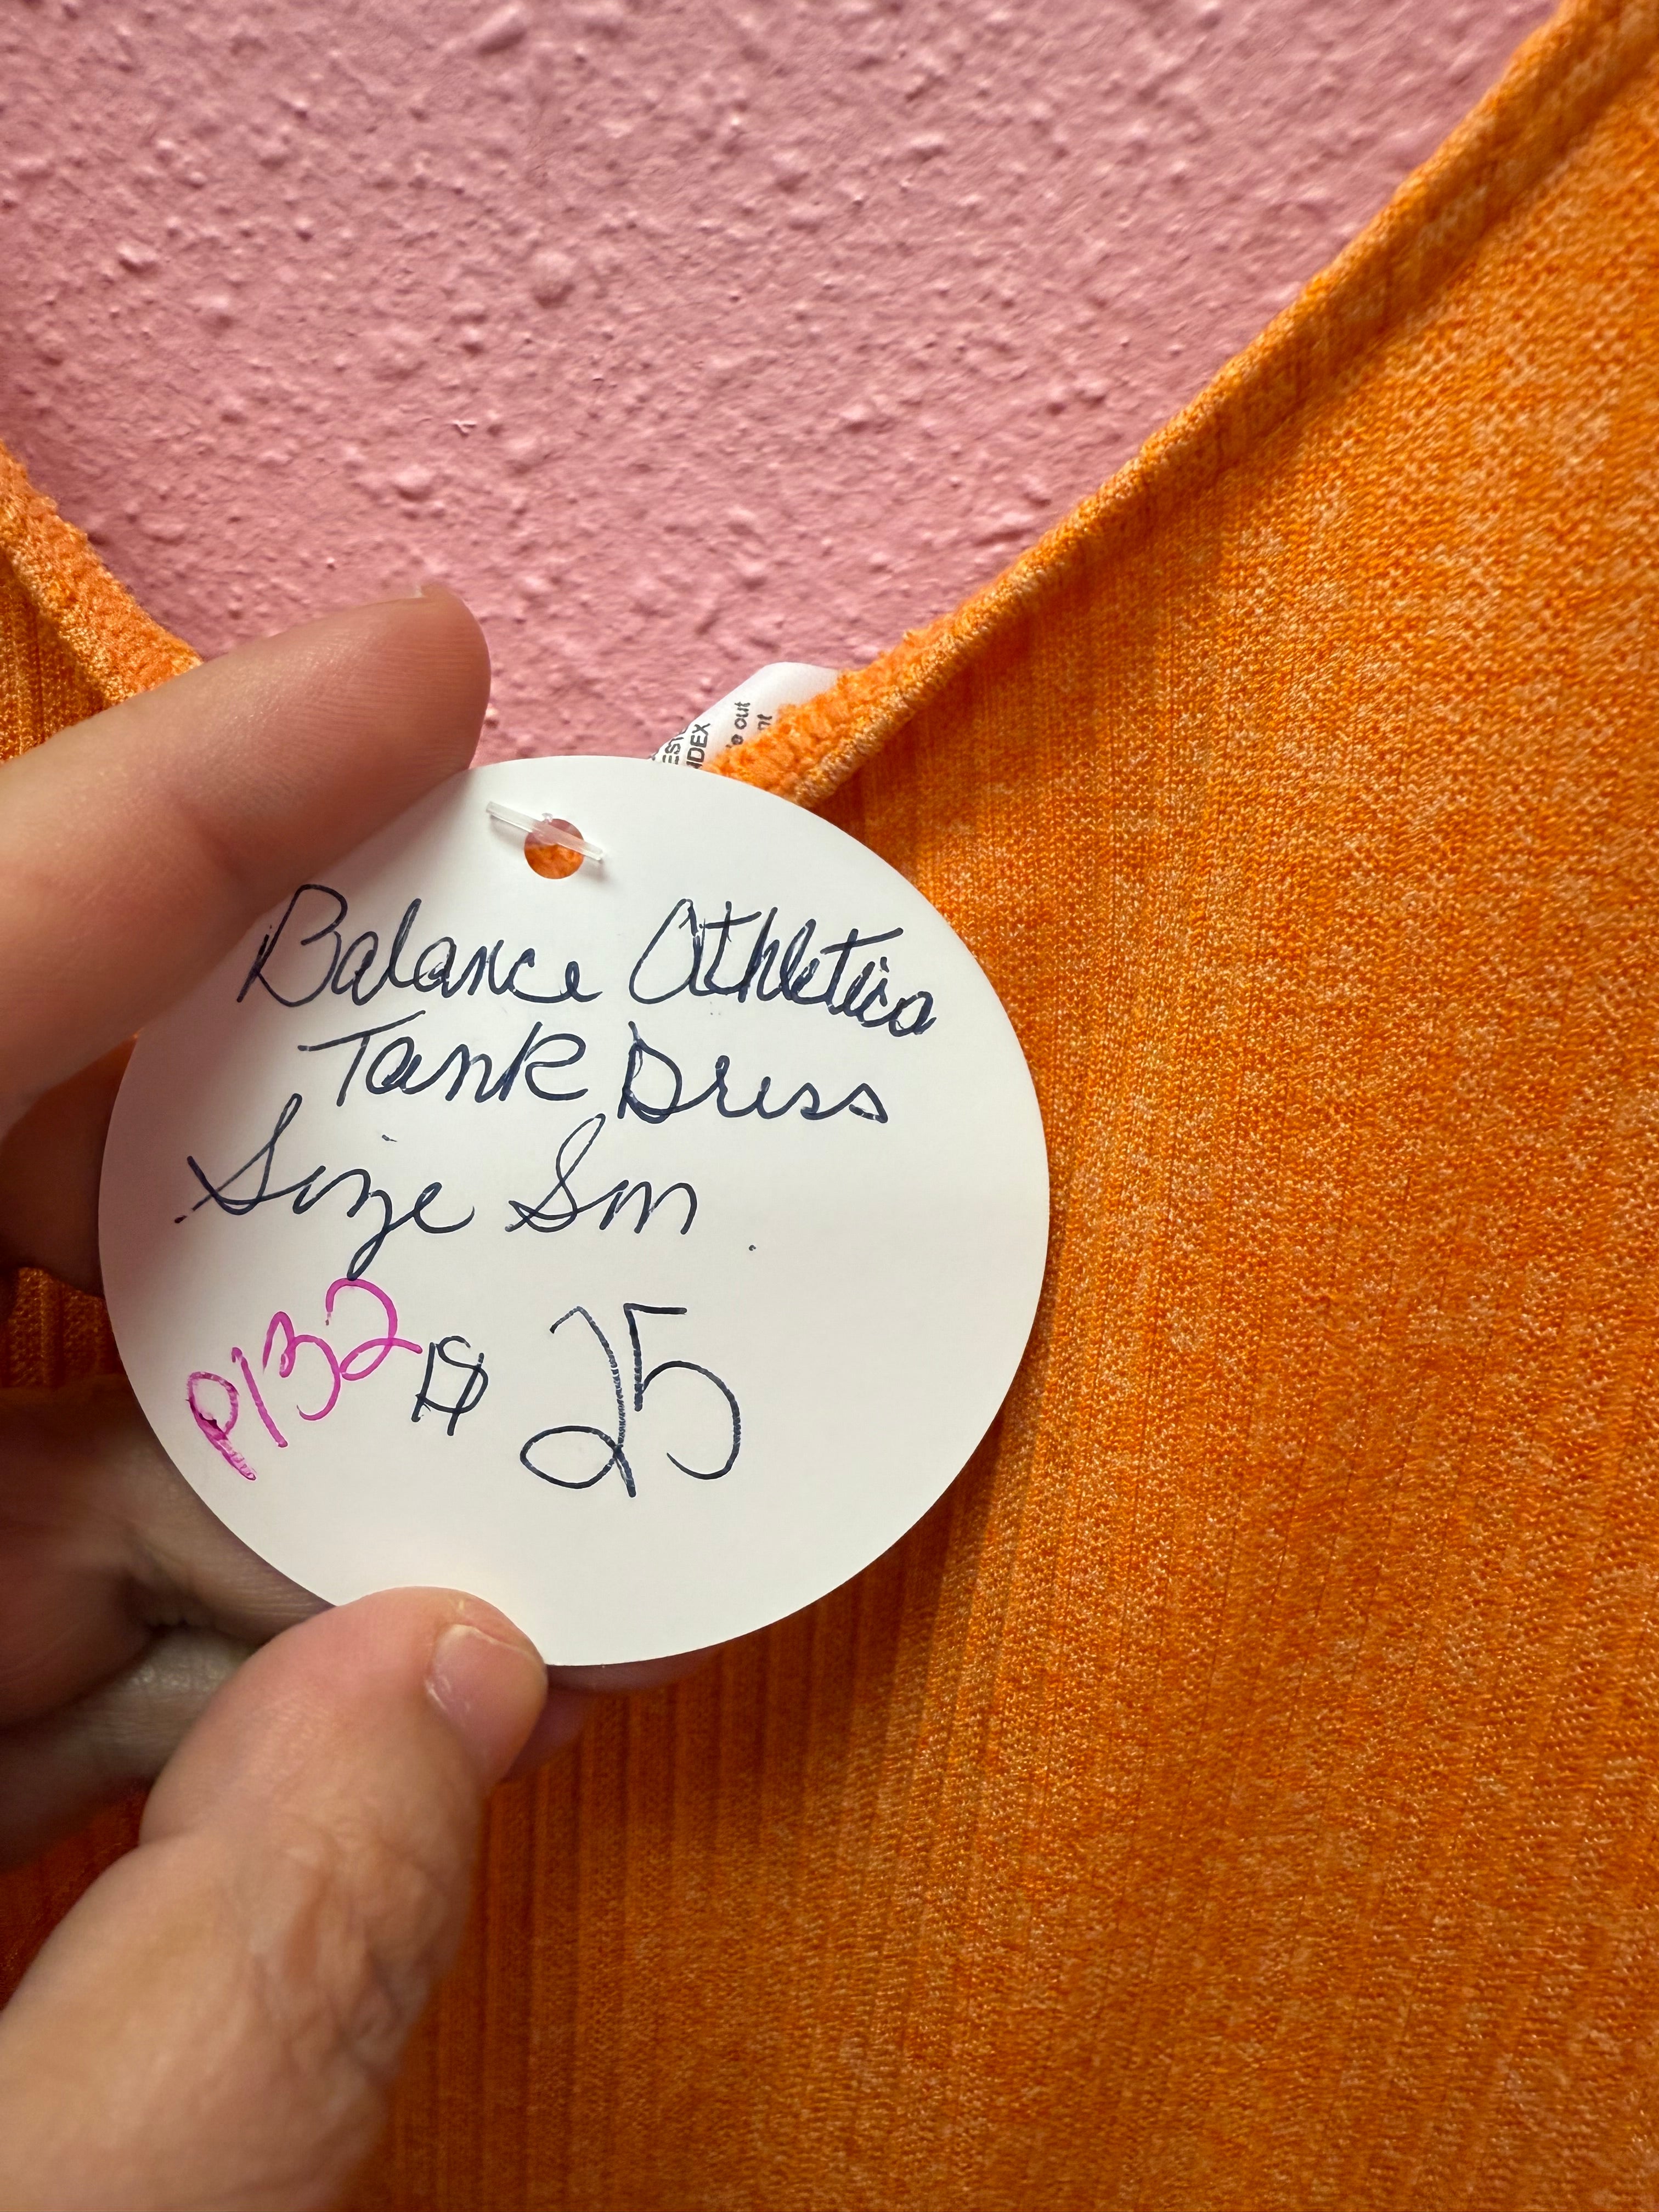 Balance Athletica
Tank Dress
Size Sm
P132 $ 25